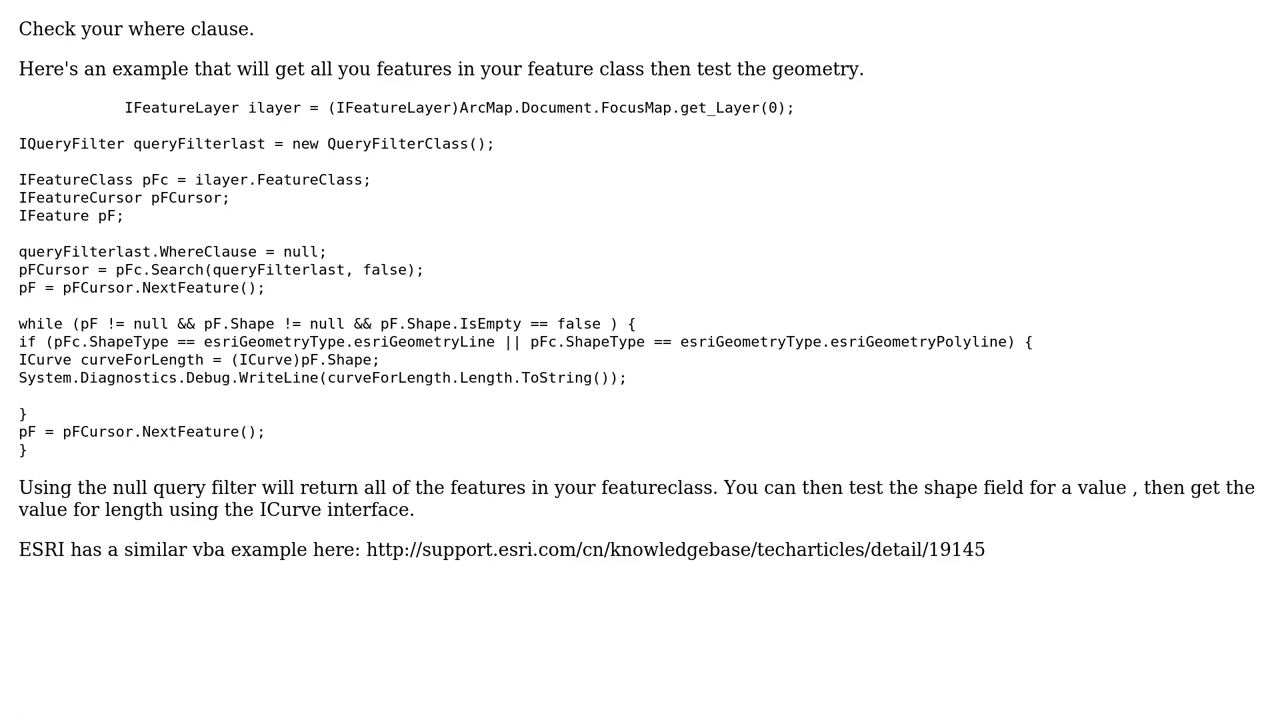 Check your where clause.
Here's an example that will get all you features in your feature class then test the geometry.
IFeatureLayer ilayer = (IFeatureLayer)ArcMap.Document.FocusMap.get_Layer(0);
IQueryFilter queryFilterlast = new QueryFilterClass();
IFeatureClass pFc = ilayer.FeatureClass;
IFeatureCursor pFCursor;
IFeature pF;
queryFilterlast.WhereClause = null;
pFCursor = pFc.Search(queryFilterlast, false);
pF = pFCursor.NextFeature();
while (pF != null && pF.Shape != null && pF.Shape.IsEmpty == false ) {
if (pFc.ShapeType == esriGeometryType.esriGeometryLine || pFc.ShapeType == esriGeometryType.esriGeometryPolyline) {
ICurve curveForLength = (ICurve)pF.Shape;
System.Diagnostics.Debug.WriteLine(curveForLength.Length.ToString());
}
pF = pFCursor.NextFeature();
}
Using the null query filter will return all of the features in your featureclass. You can then test the shape field for a value , then get the
value for length using the ICurve interface.
ESRI has a similar vba example here: http://support.esri.com/cn/knowledgebase/techarticles/detail/19145